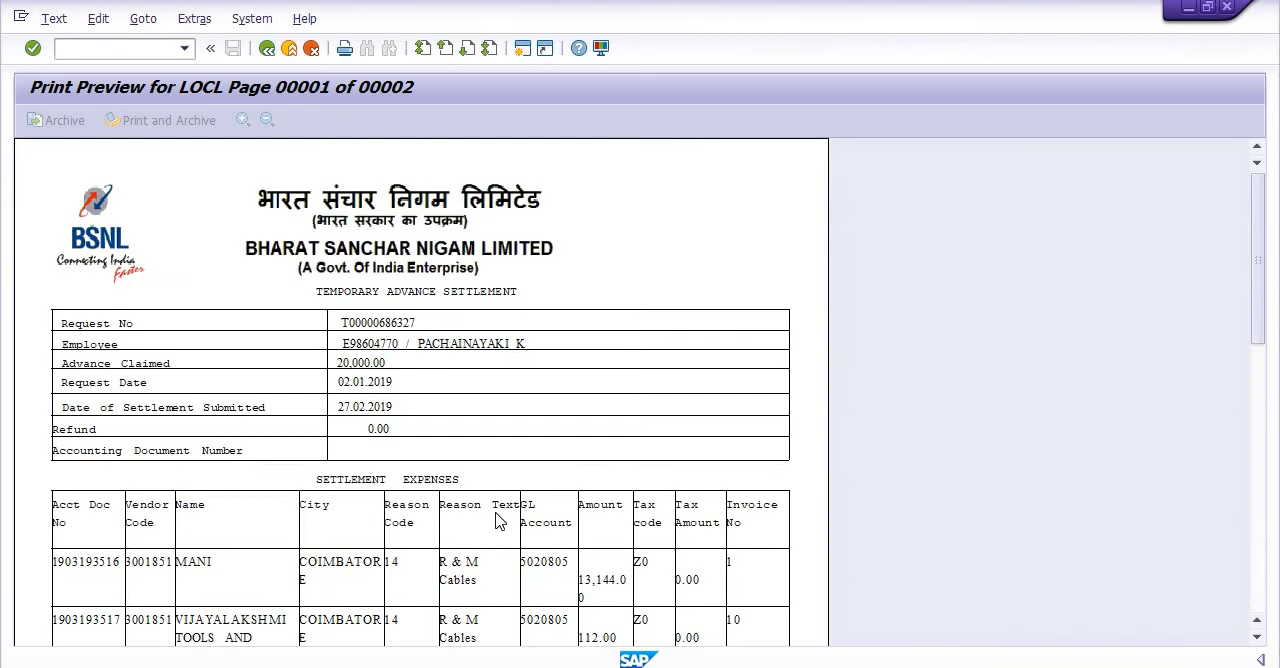 Text Edit Goto Extras System Help
Print Preview for LOCL Page 00001 of 00002
Archive Print and Archive
BSNL
Connecting India
Faster
भारत संचार निगम लिमिटेड
(भारत सरकार का उपक्रम)
BHARAT SANCHAR NIGAM LIMITED
(A Govt. Of India Enterprise)
TEMPORARY ADVANCE SETTLEMENT
Request No T00000686327
Employee E98604770 / PACHAINAYAKI K
Advance Claimed 20,000.00
Request Date 02.01.2019
Date of Settlement Submitted 27.02.2019
Refund 0.00
Accounting Document Number
SETTLEMENT EXPENSES
Acct Doc Vendor Name City Reason Reason Text GL Amount Tax Tax Invoice
No Code Code Account code Amount No
1903193516 3001851 MANI COIMBATOR 14 R & M 5020805 Z0 1
E Cables 13,144.0 0.00
0
1903193517 3001851 VIJAYALAKSHMI COIMBATOR 14 R & M 5020805 Z0 10
TOOLS AND E Cables 112.00 0.00
SAP